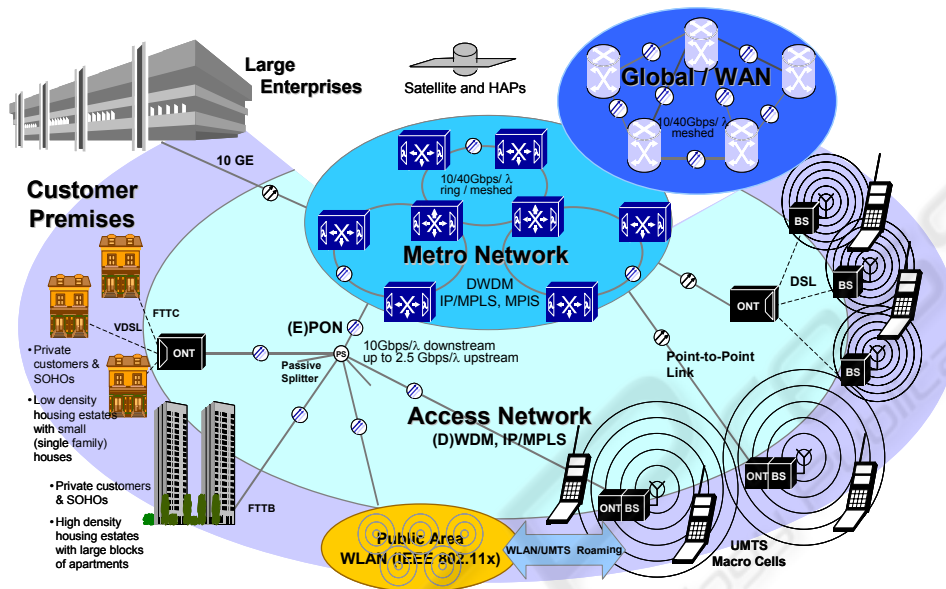 Large
Enterprises
Satellite and HAPs
Global / WAN
10/40Gbps/ λ
meshed
10 GE
10/40Gbps/ λ
ring / meshed
Customer
Premises
Metro Network
DWDM
IP/MPLS, MPlS
BS
DSL
BS
ONT
BS
FTTC
VDSL
ONT
(E)PON
10Gbps/λ downstream
up to 2.5 Gbps/λ upstream
PS
Passive
Splitter
Point-to-Point
Link
• Private
customers &
SOHOs
• Low density
housing estates
with small
(single family)
houses
Access Network
(D)WDM, IP/MPLS
• Private customers
& SOHOs
• High density
housing estates
with large blocks
of apartments
FTTB
ONT BS
ONT BS
Public Area
WLAN (IEEE 802.11x)
WLAN/UMTS Roaming
UMTS
Macro Cells